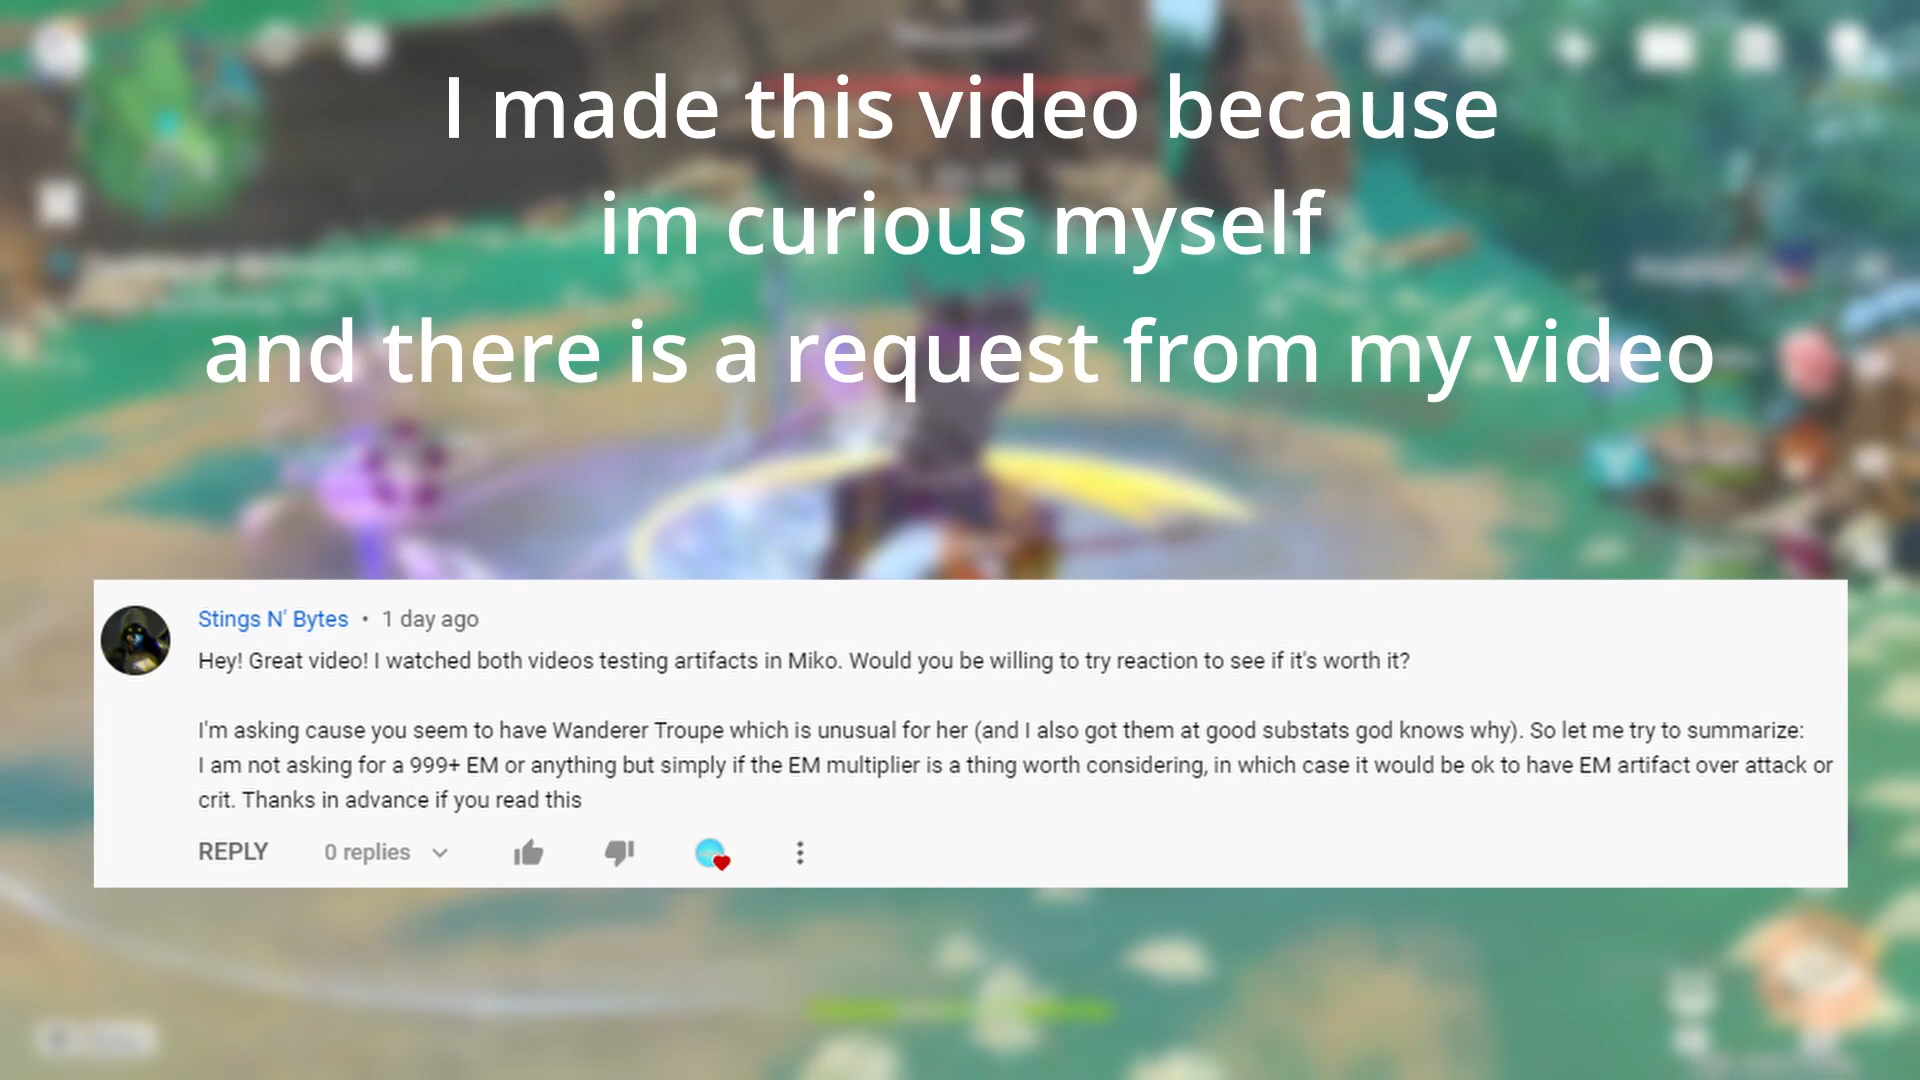 I made this video because
im curious myself
and there is a request from my video
Stings N' Bytes • 1 day ago
Hey! Great video! I watched both videos testing artifacts in Miko. Would you be willing to try reaction to see if it's worth it?
I'm asking cause you seem to have Wanderer Troupe which is unusual for her (and I also got them at good substats god knows why). So let me try to summarize:
I am not asking for a 999+ EM or anything but simply if the EM multiplier is a thing worth considering, in which case it would be ok to have EM artifact over attack or
crit. Thanks in advance if you read this
REPLY 0 replies